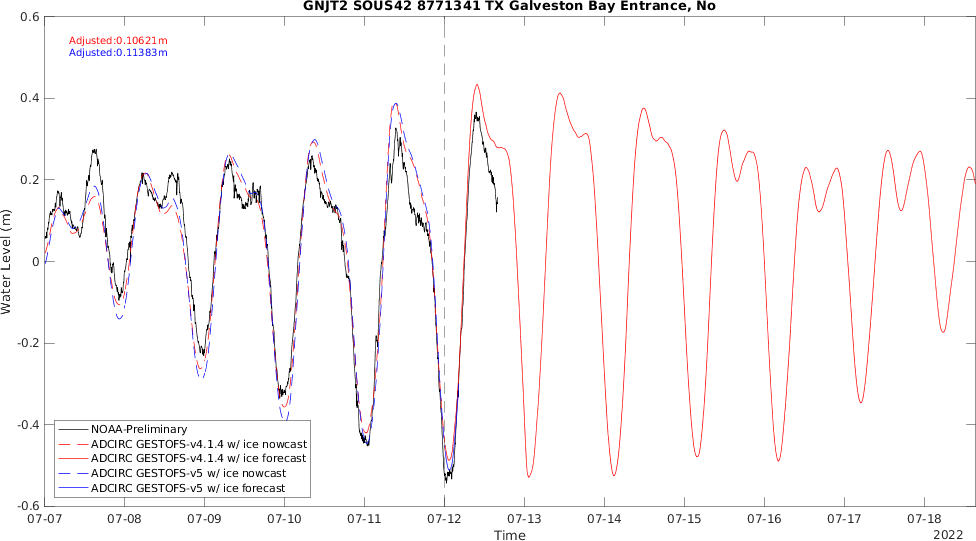 GNJT2 SOUS42 8771341 TX Galveston Bay Entrance, No
Adjusted:0.10621m
Adjusted:0.11383m
0.6
0.4
0.2
0
-0.2
-0.4
-0.6
Water Level (m)
NOAA-Preliminary
ADCIRC GESTOFS-v4.1.4 w/ ice nowcast
ADCIRC GESTOFS-v4.1.4 w/ ice forecast
ADCIRC GESTOFS-v5 w/ ice nowcast
ADCIRC GESTOFS-v5 w/ ice forecast
07-07 07-08 07-09 07-10 07-11 07-12 07-13 07-14 07-15 07-16 07-17 07-18
Time
2022